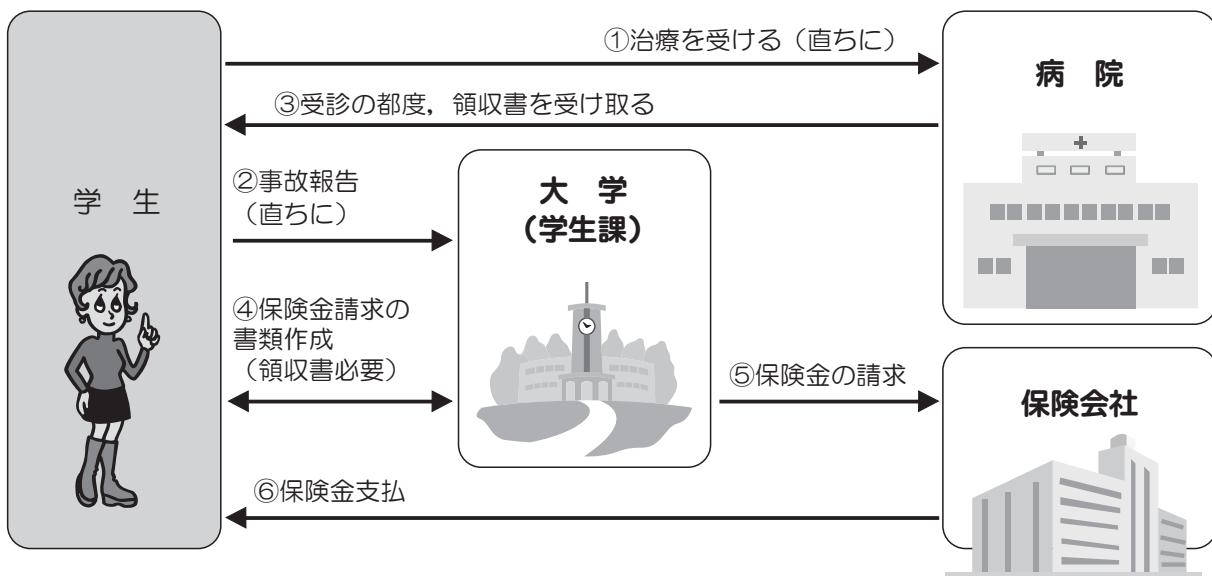 ①治療を受ける（直ちに）
病　院
③受診の都度，領収書を受け取る
学　生
②事故報告
（直ちに）
大　学
（学生課）
④保険金請求の
書類作成
（領収書必要）
⑤保険金の請求
保険会社
⑥保険金支払